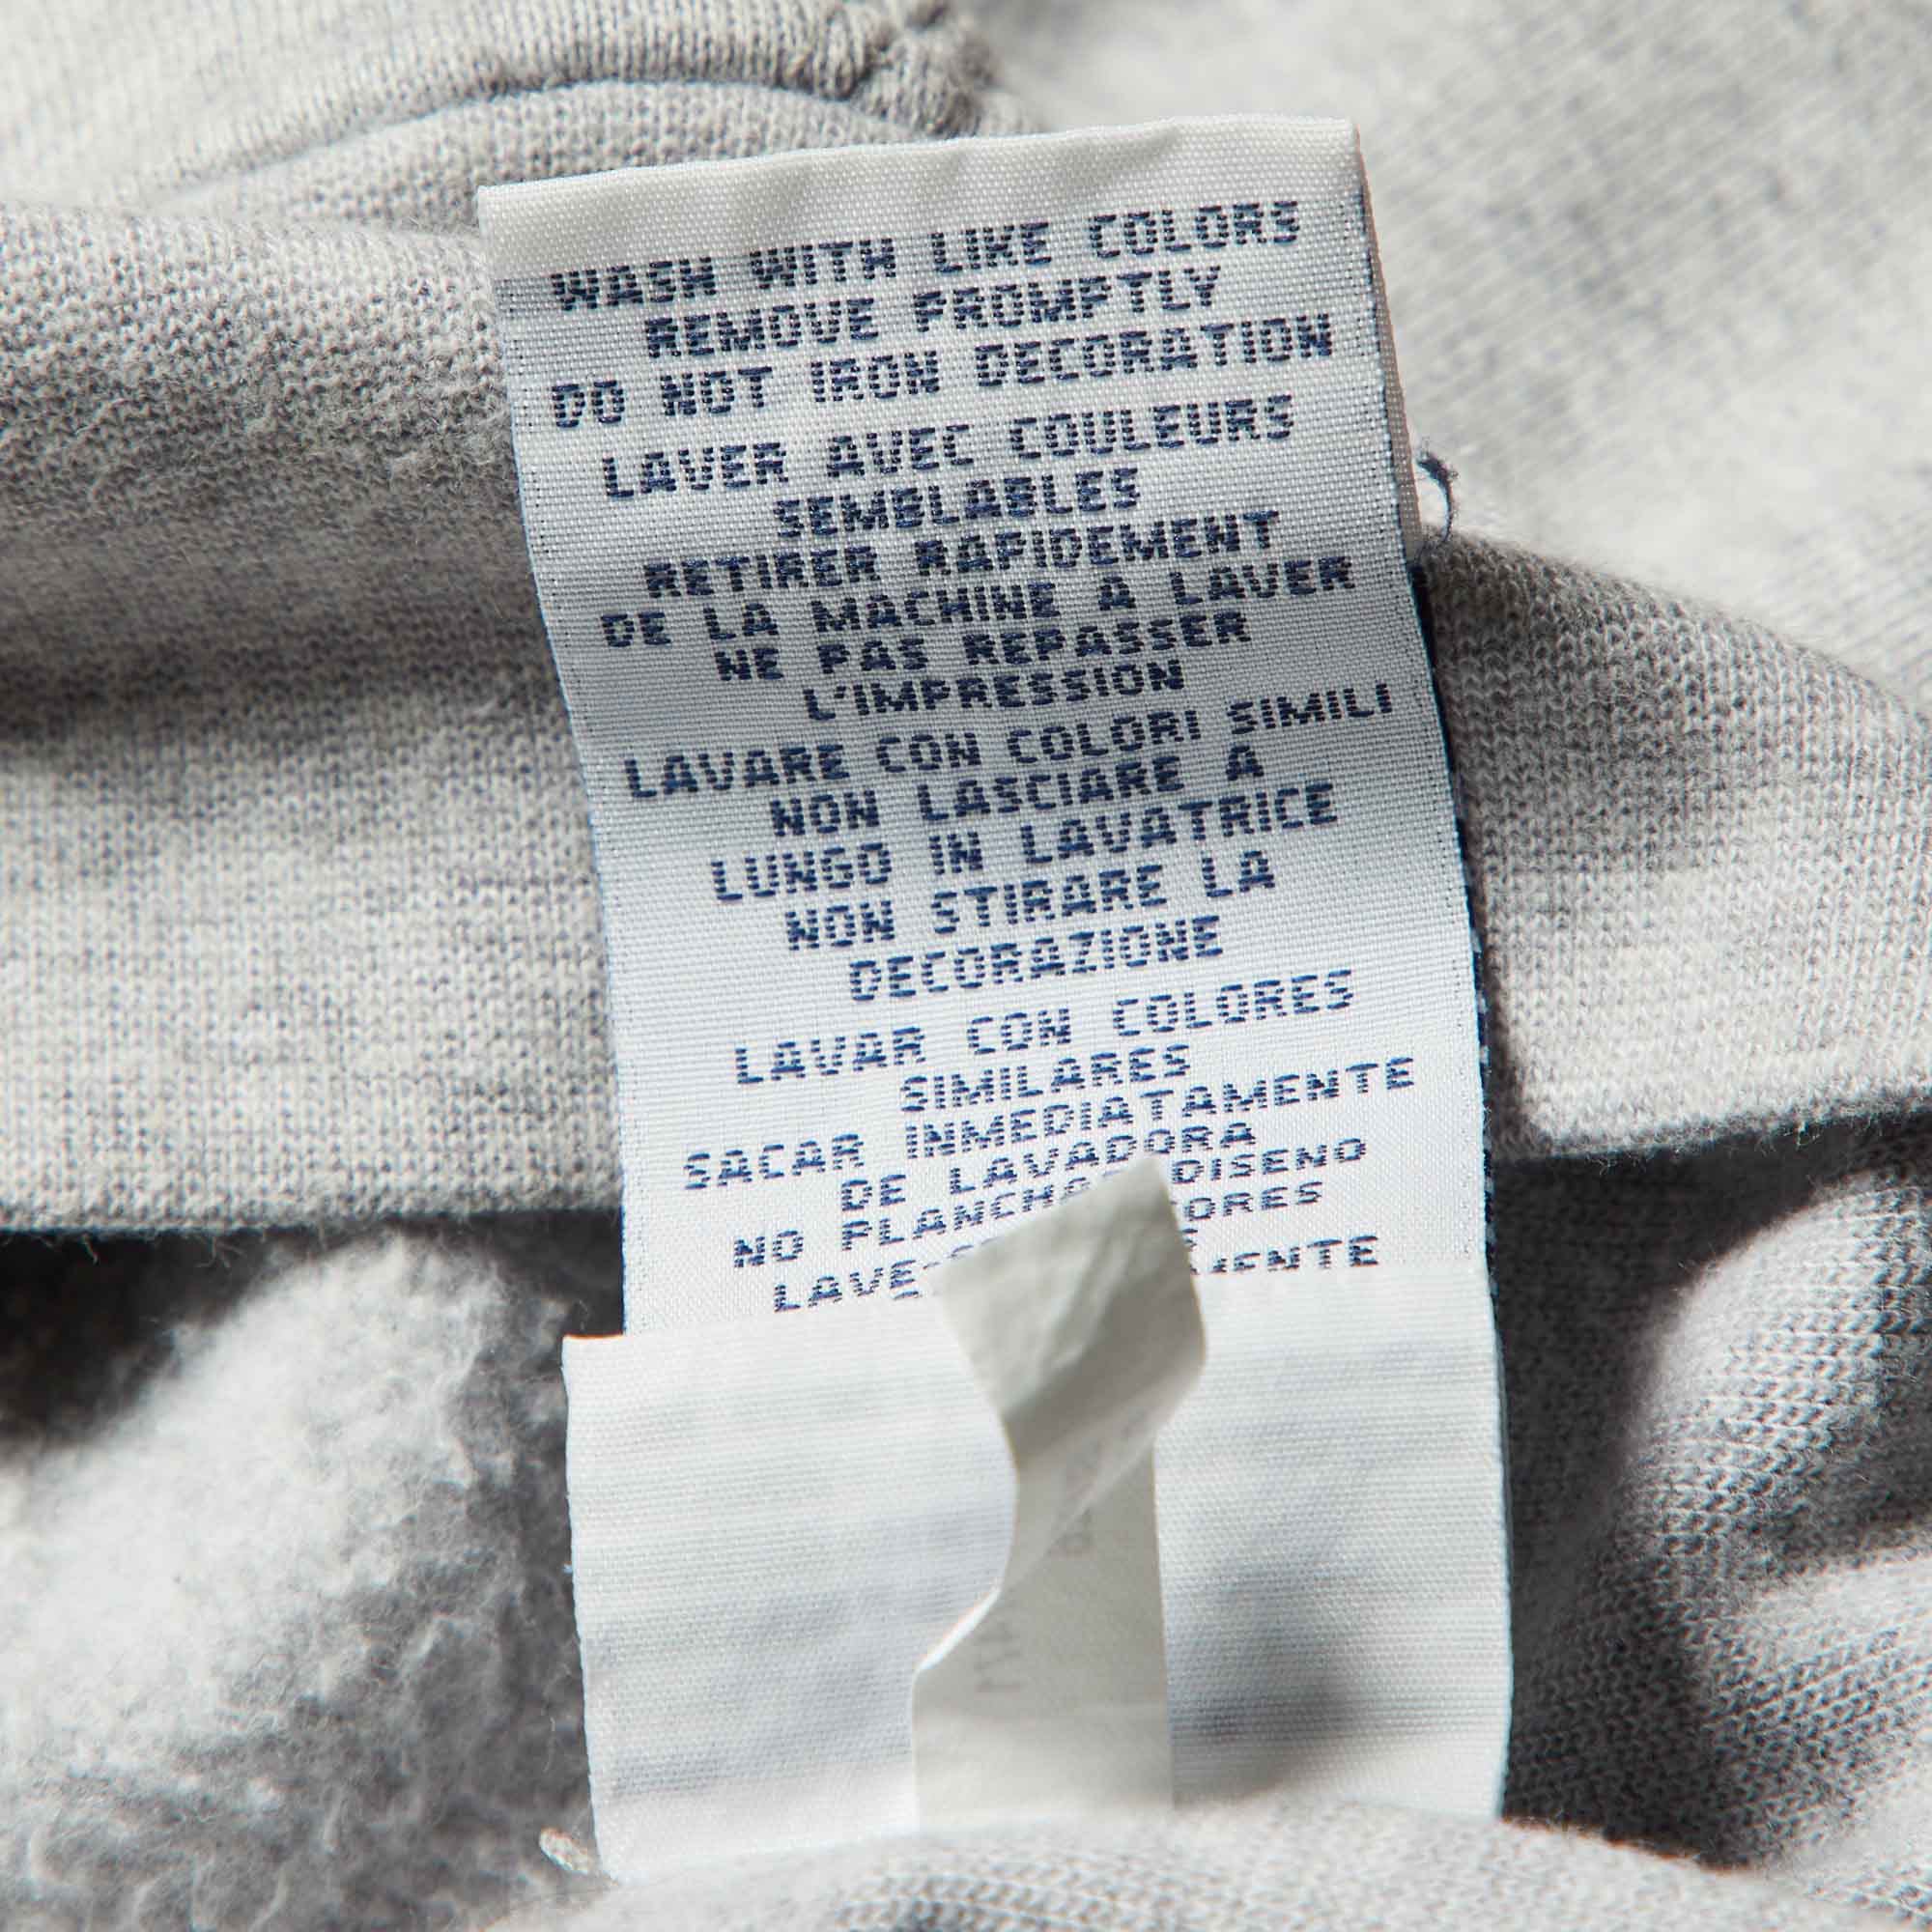 WASH WITH LIKE COLORS
REMOVE PROMPTLY
DO NOT IRON DECORATION
LAVER AVEC COULEURS
SEMBLABLES
RETIRER RAPIDEMENT
DE LA MACHINE A LAVER
NE PAS REPASSER
L'IMPRESSION
LAVARE CON COLORI SIMILI
NON LASCIARE A
LUNGO IN LAVATRICE
NON STIRARE LA
DECORAZIONE
LAVAR CON COLORES
SIMILARES
SACAR INMEDIATAMENTE
DE LAVADORA
NO DISENO